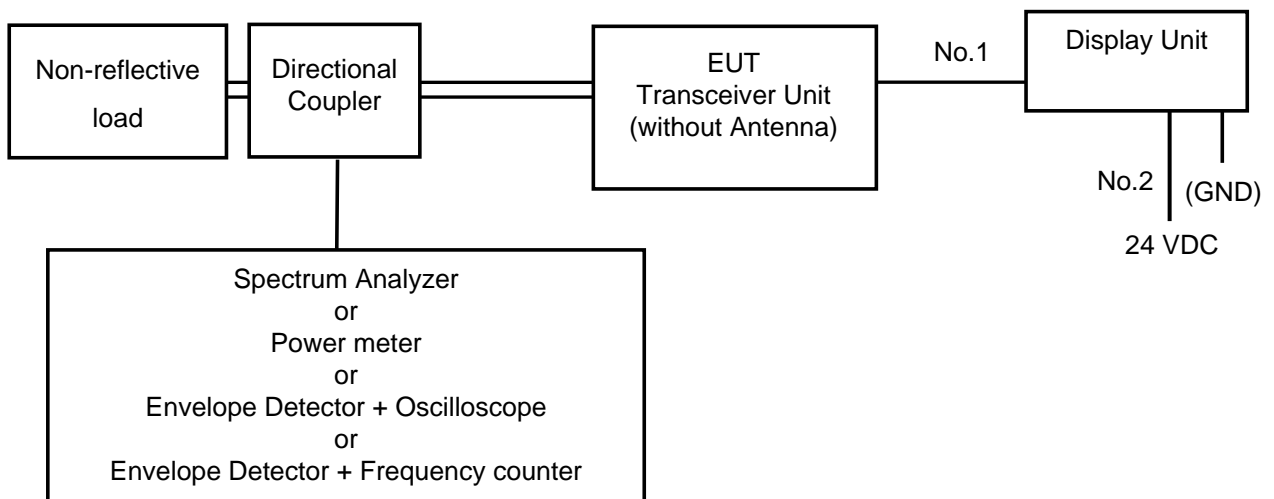 Non-reflective
load
Directional
Coupler
EUT
Transceiver Unit
(without Antenna)
No.1
Display Unit
No.2
(GND)
24 VDC
Spectrum Analyzer
or
Power meter
or
Envelope Detector + Oscilloscope
or
Envelope Detector + Frequency counter